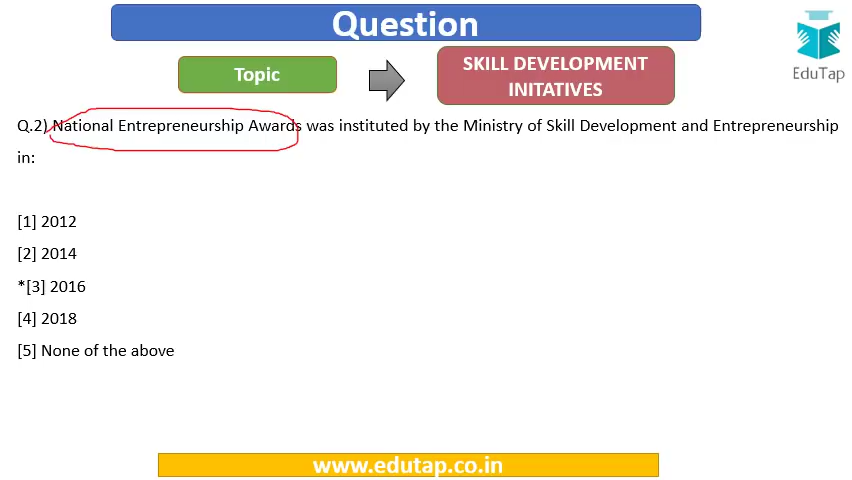 Question
EduTap
Topic
SKILL DEVELOPMENT
INITATIVES
Q.2) National Entrepreneurship Awards was instituted by the Ministry of Skill Development and Entrepreneurship
in:
[1] 2012
[2] 2014
*[3] 2016
[4] 2018
[5] None of the above
www.edutap.co.in